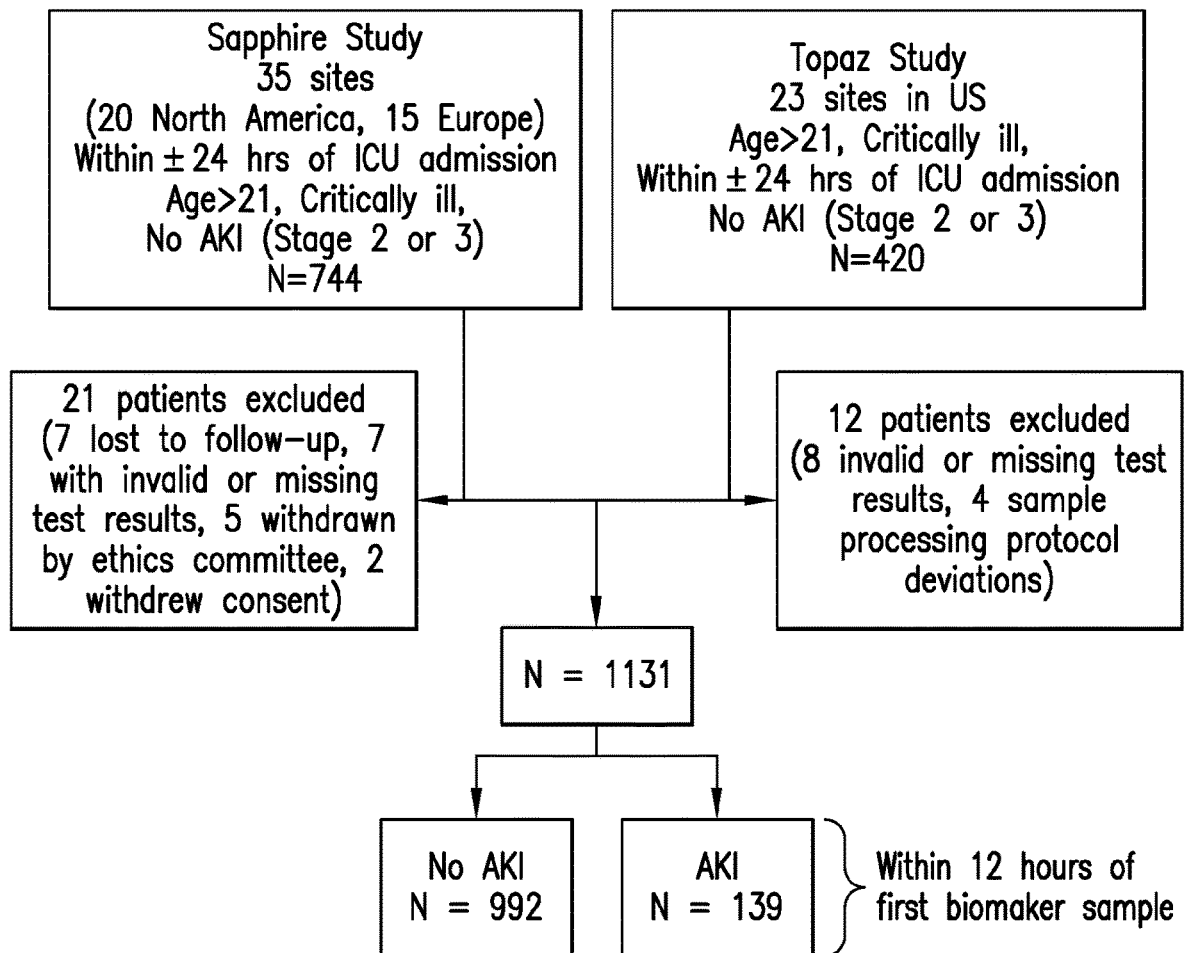 Sapphire Study
35 sites
(20 North America, 15 Europe)
Within ± 24 hrs of ICU admission
Age>21, Critically ill,
No AKI (Stage 2 or 3)
N=744
Topaz Study
23 sites in US
Age>21, Critically ill,
Within ± 24 hrs of ICU admission
No AKI (Stage 2 or 3)
N=420
21 patients excluded
(7 lost to follow-up, 7
with invalid or missing
test results, 5 withdrawn
by ethics committee, 2
withdrew consent)
12 patients excluded
(8 invalid or missing test
results, 4 sample
processing protocol
deviations)
N = 1131
No AKI
N = 992
AKI
N = 139
Within 12 hours of
first biomaker sample